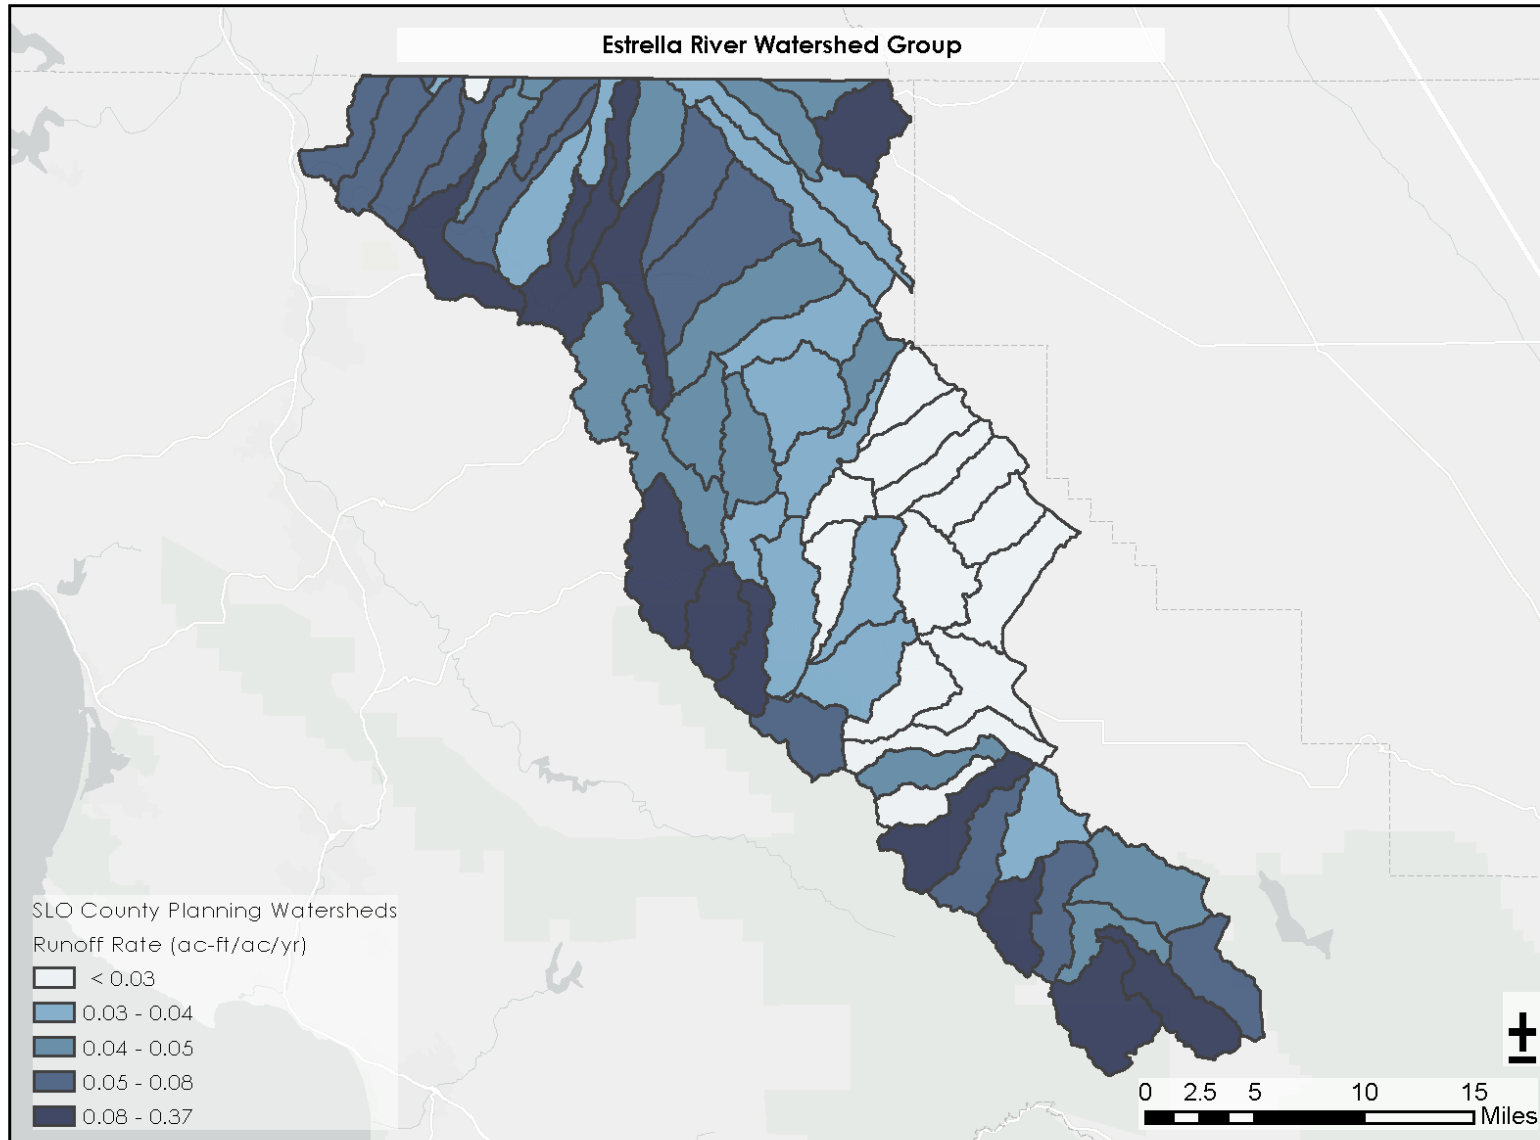 Estrella River Watershed Group
SLO County Planning Watersheds
Runoff Rate (ac-ft/ac/yr)
< 0.03
0.03 - 0.04
0.04 - 0.05
0.05 - 0.08
0.08 - 0.37
0 2.5 5 10 15
Miles